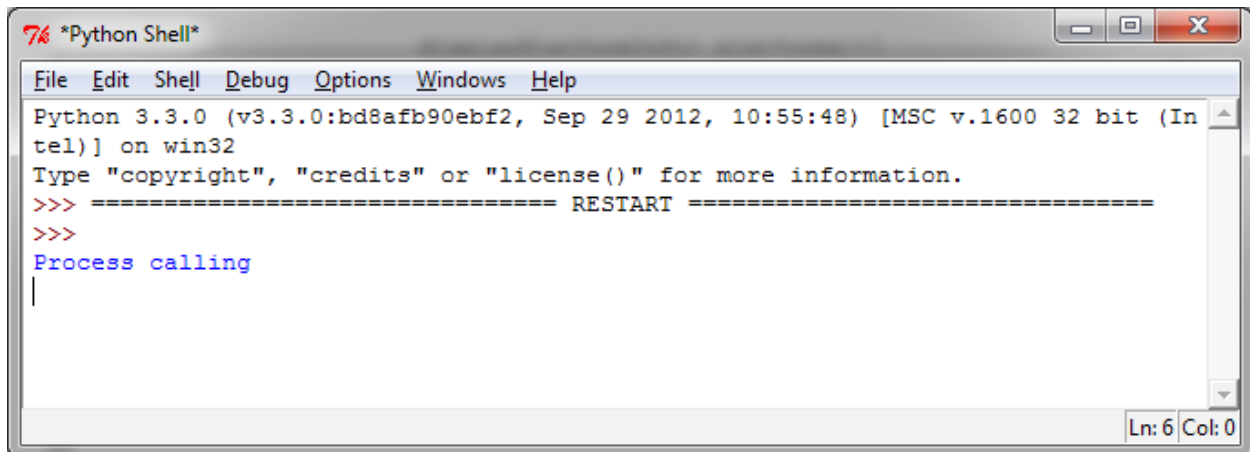 *Python Shell*
File Edit Shell Debug Options Windows Help
Python 3.3.0 (v3.3.0:bd8afb90ebf2, Sep 29 2012, 10:55:48) [MSC v.1600 32 bit (In
tel)] on win32
Type "copyright", "credits" or "license()" for more information.
>>> ================================ RESTART ================================
>>>
Process calling
Ln: 6 Col: 0